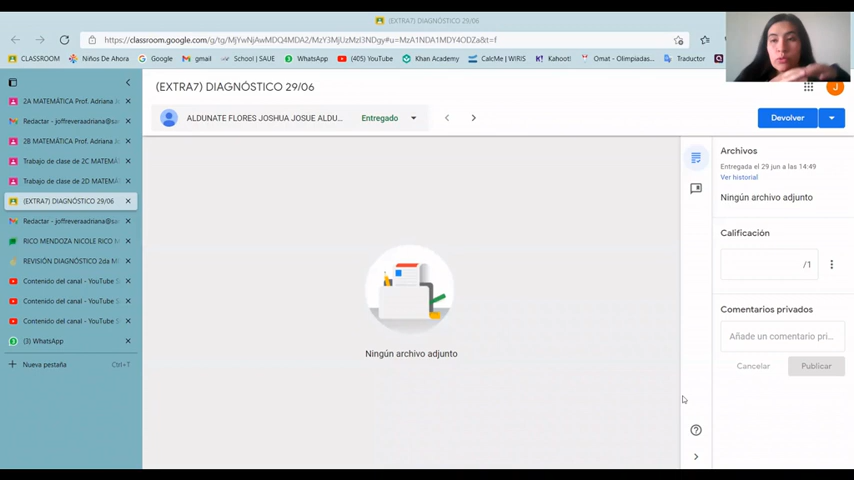 (EXTRA7) DIAGNÓSTICO 29/06
https://classroom.google.com/g/tg/
CLASSROOM
Niños De Ahora
Google
gmail
School | SAUE
WhatsApp
(405) YouTube
Khan Academy
CalcMe | WIRIS
Kahoot!
Omat - Olimpiadas...
Traductor
2A MATEMÁTICA Prof. Adriana Jo
Redactar - joffreveraadriana@sa
2B MATEMÁTICA Prof. Adriana Jo
Trabajo de clase de 2C MATEM
Trabajo de clase de 2D MATEM
(EXTRA7) DIAGNÓSTICO 29/06
Redactar - joffreveraadriana@sa
RICO MENDOZA NICOLE RICO M
REVISIÓN DIAGNÓSTICO 2da M
Contenido del canal - YouTube S
Contenido del canal - YouTube S
Contenido del canal - YouTube S
(3) WhatsApp
Nueva pestaña
Ctrl+T
(EXTRA7) DIAGNÓSTICO 29/06
J
ALDUNATE FLORES JOSHUA JOSUE ALDU...
Entregado
Devolver
Ningún archivo adjunto
Archivos
Entregada el 29 jun a las 14:49
Ver historial
Ningún archivo adjunto
Calificación
/1
Comentarios privados
Añade un comentario pri...
Cancelar
Publicar